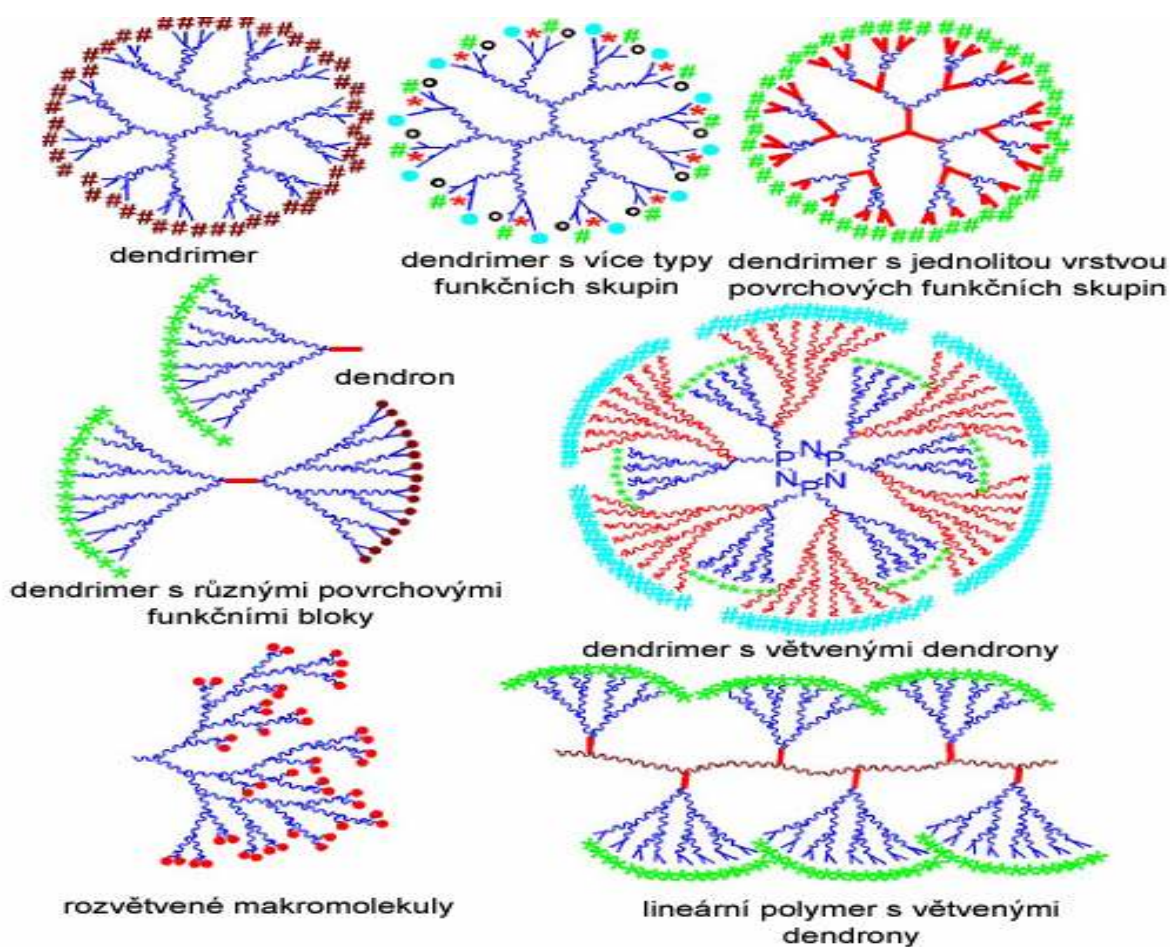 dendrimer
dendrimer s více typy
funkčních skupin
dendrimer s jednolitou vrstvou
povrchových funkčních skupin
dendron
dendrimer s různými povrchovými
funkčními bloky
N
P P
N N
P
dendrimer s větvenými dendrony
rozvětvené makromolekuly
lineární polymer s větvenými
dendrony